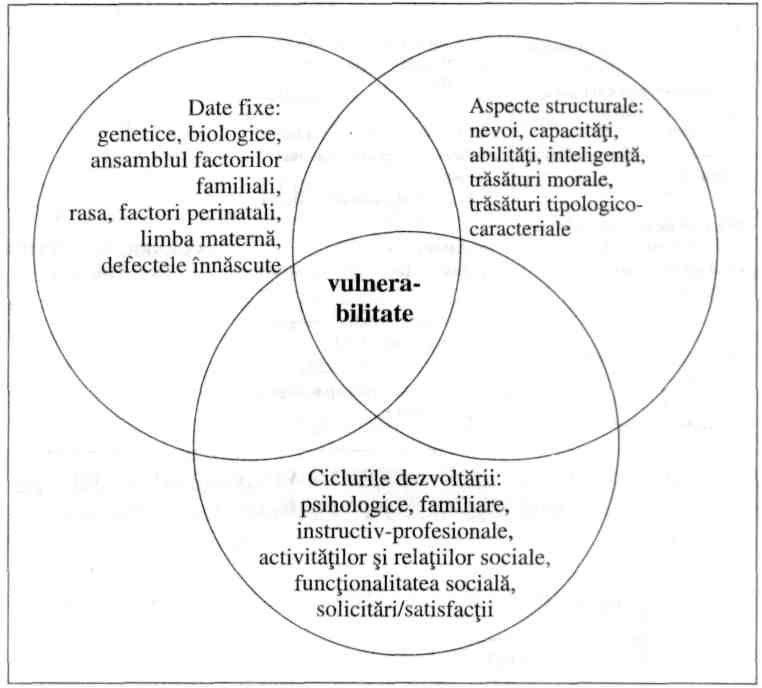 Date fixe:
genetice, biologice,
ansamblul factorilor
familiali,
rasa, factori perinatali,
limba maternă,
defectele înnăscute
Aspecte structurale:
nevoi, capacităţi,
abilităţi, inteligenţă,
trăsături morale,
trăsături tipologico-
caracteriale
vulnera-
bilitate
Ciclurile dezvoltării:
psihologice, familiare,
instructiv-profesionale,
activităţilor şi relaţiilor sociale,
funcţionalitatea socială,
solicitări/satisfacţii